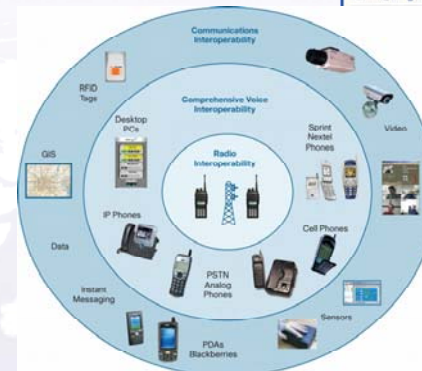 Communications
Interoperability
RFID
Tags
Comprehensive Voice
Interoperability
Desktop
PCs
Sprint
Nextel
Phones
Video
Radio
Interoperability
GIS
IP Phones
Cell Phones
Data
PSTN
Analog
Phones
Instant
Messaging
Sensors
PDAs
Blackberries